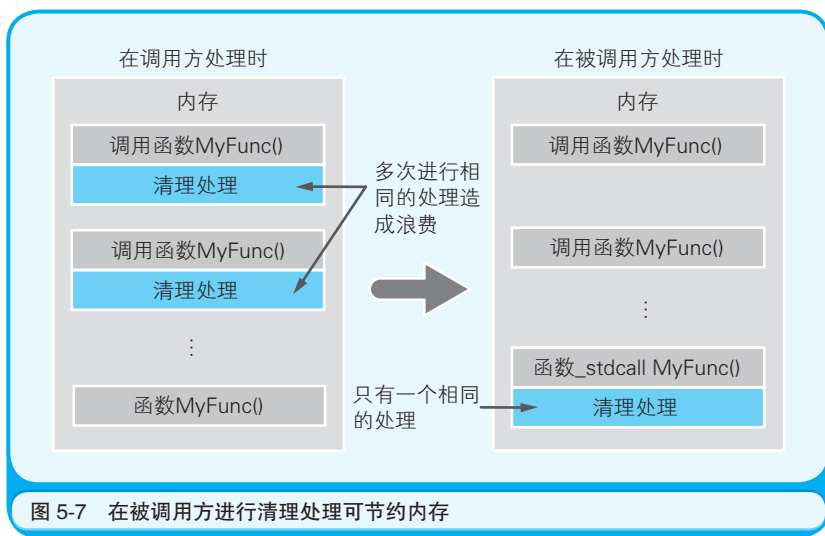 在调用方处理时
内存
调用函数MyFunc()
清理处理
调用函数MyFunc()
清理处理
⋮
函数MyFunc()
多次进行相
同的处理造
成浪费
只有一个相同
的处理
在被调用方处理时
内存
调用函数MyFunc()
调用函数MyFunc()
⋮
函数_stdcall MyFunc()
清理处理
图 5-7 在被调用方进行清理处理可节约内存